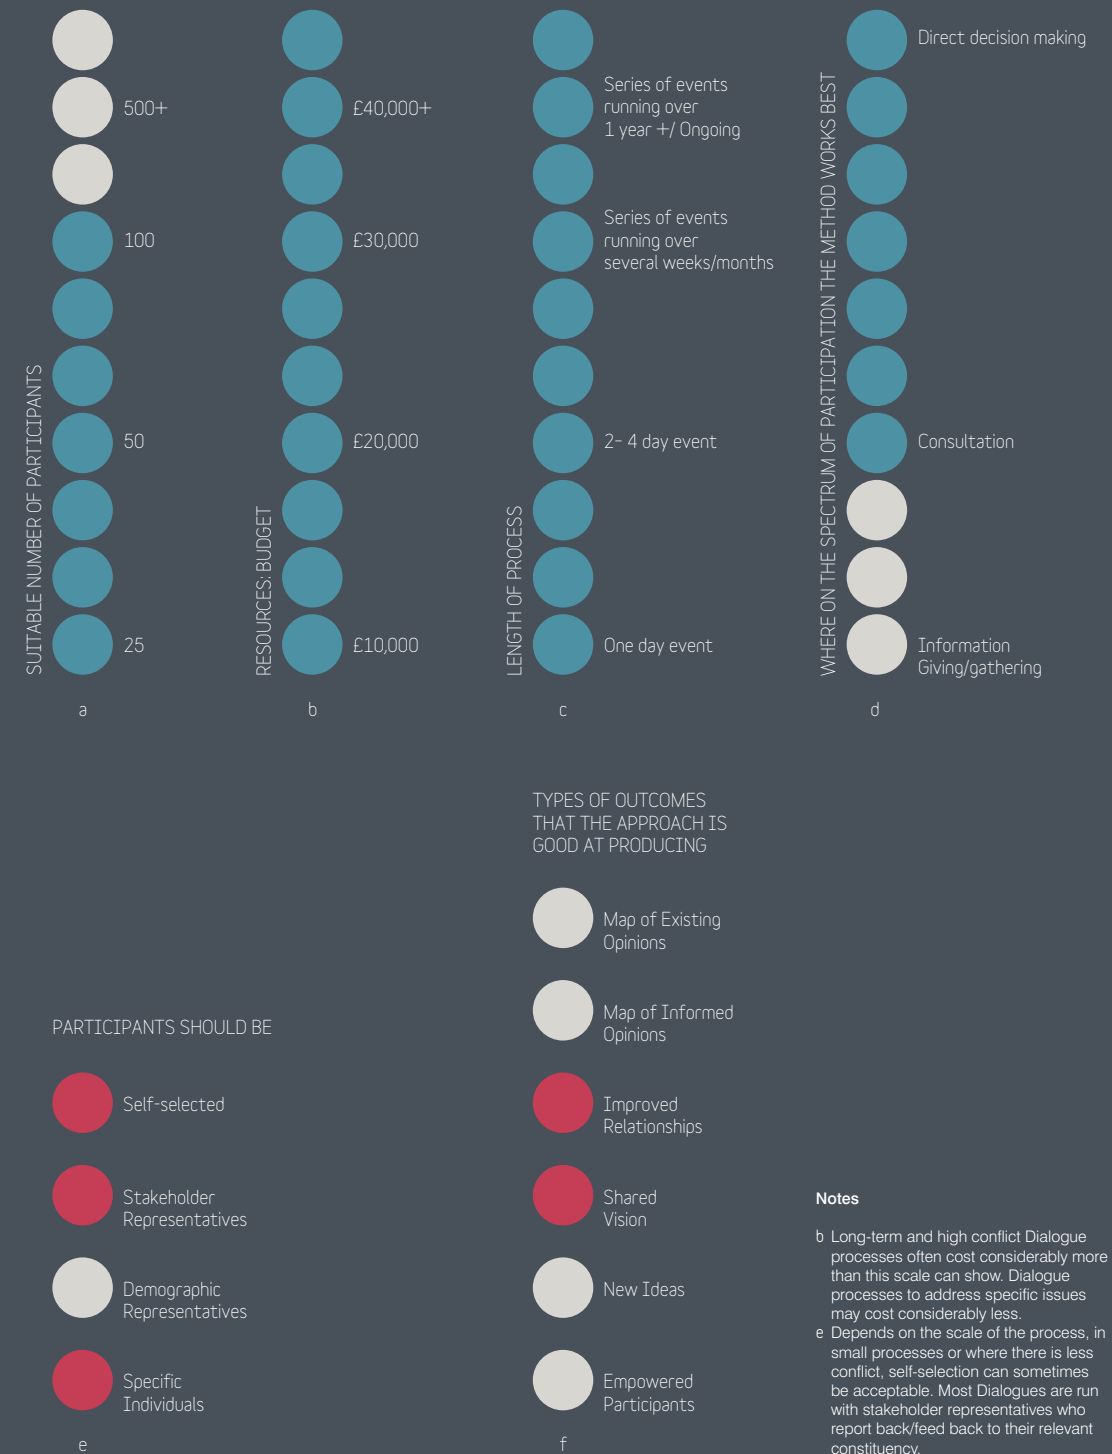 SUITABLE NUMBER OF PARTICIPANTS
500+
100
50
25
a
RESOURCES: BUDGET
£40,000+
£30,000
£20,000
£10,000
b
LENGTH OF PROCESS
Series of events
running over
1 year +/ Ongoing
Series of events
running over
several weeks/months
2- 4 day event
One day event
c
WHERE ON THE SPECTRUM OF PARTICIPATION THE METHOD WORKS BEST
Direct decision making
Consultation
Information
Giving/gathering
d
PARTICIPANTS SHOULD BE
Self-selected
Stakeholder
Representatives
Demographic
Representatives
Specific
Individuals
e
TYPES OF OUTCOMES
THAT THE APPROACH IS
GOOD AT PRODUCING
Map of Existing
Opinions
Map of Informed
Opinions
Improved
Relationships
Shared
Vision
New Ideas
Empowered
Participants
f
Notes
b Long-term and high conflict Dialogue
processes often cost considerably more
than this scale can show. Dialogue
processes to address specific issues
may cost considerably less.
e Depends on the scale of the process, in
small processes or where there is less
conflict, self-selection can sometimes
be acceptable. Most Dialogues are run
with stakeholder representatives who
report back/feed back to their relevant
constituency.